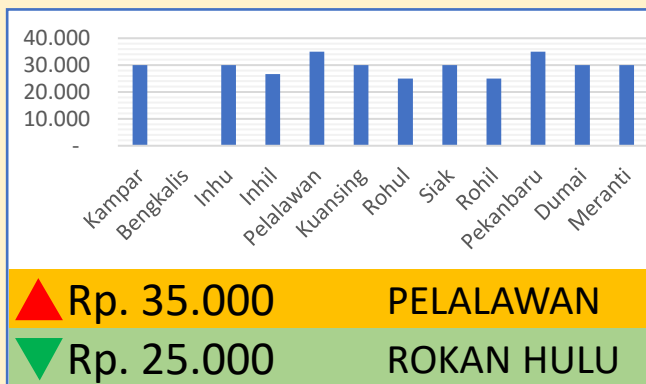 40.000
30.000
20.000
10.000
-
Kampar
Bengkalis
Inhu
Inhil
Pelalawan
Kuansing
Rohul
Siak
Rohil
Pekanbaru
Dumai
Meranti
Rp. 35.000 PELALAWAN
Rp. 25.000 ROKAN HULU